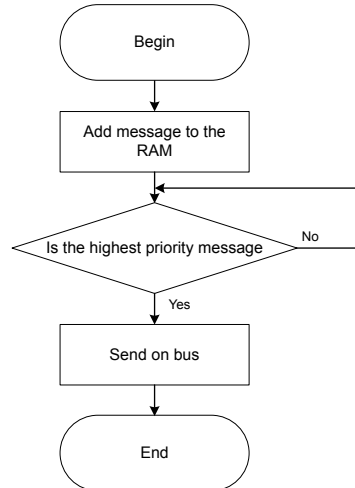 Begin
Add message to the
RAM
Is the highest priority message
No
Yes
Send on bus
End